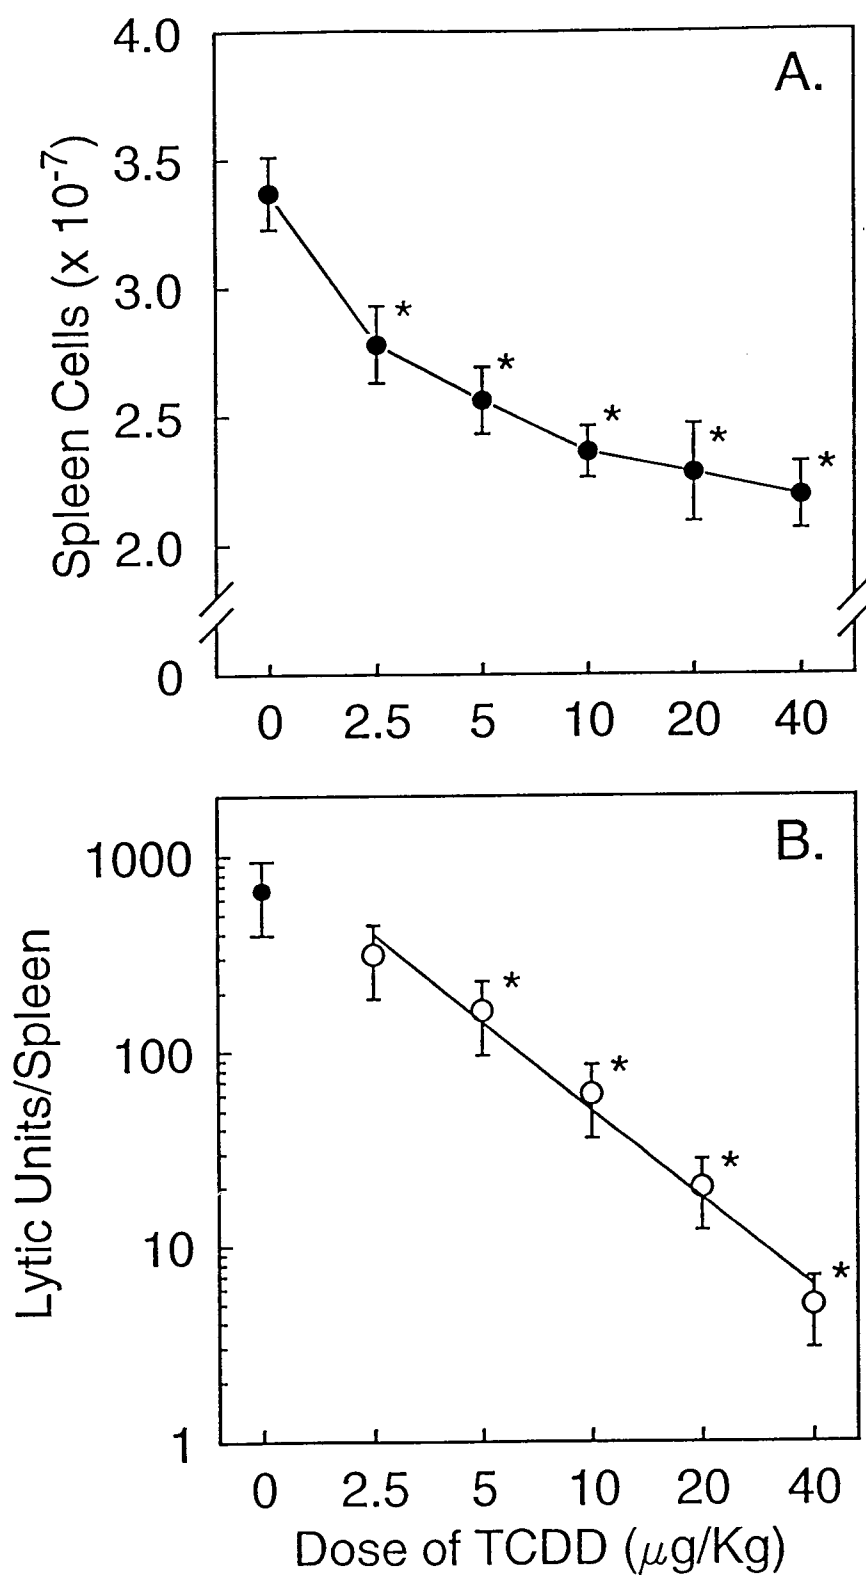 A.
4.0
3.5
3.0
2.5
2.0
0
Spleen Cells (x 10⁻⁷)
* * * * *
0 2.5 5 10 20 40
B.
1000
100
10
1
Lytic Units/Spleen
* * * *
0 2.5 5 10 20 40
Dose of TCDD (μg/Kg)